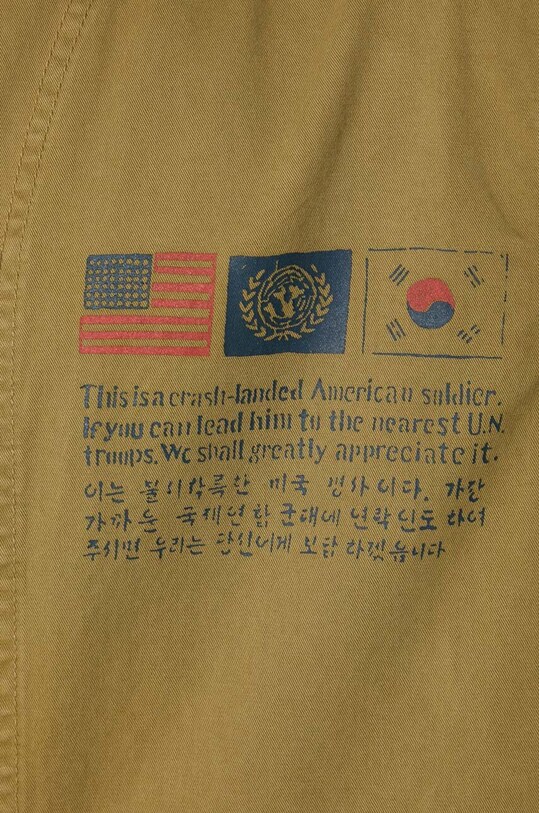 This is a crash-landed American soldier.
If you can lead him to the nearest U.N.
troops. We shall greatly appreciate it.
이는 불시착륙한 미국 병사이다. 가장
가까운 국제연합 군대에 연락 인도 하여
주시면 우리는 당신에게 보답 하겠읍니다